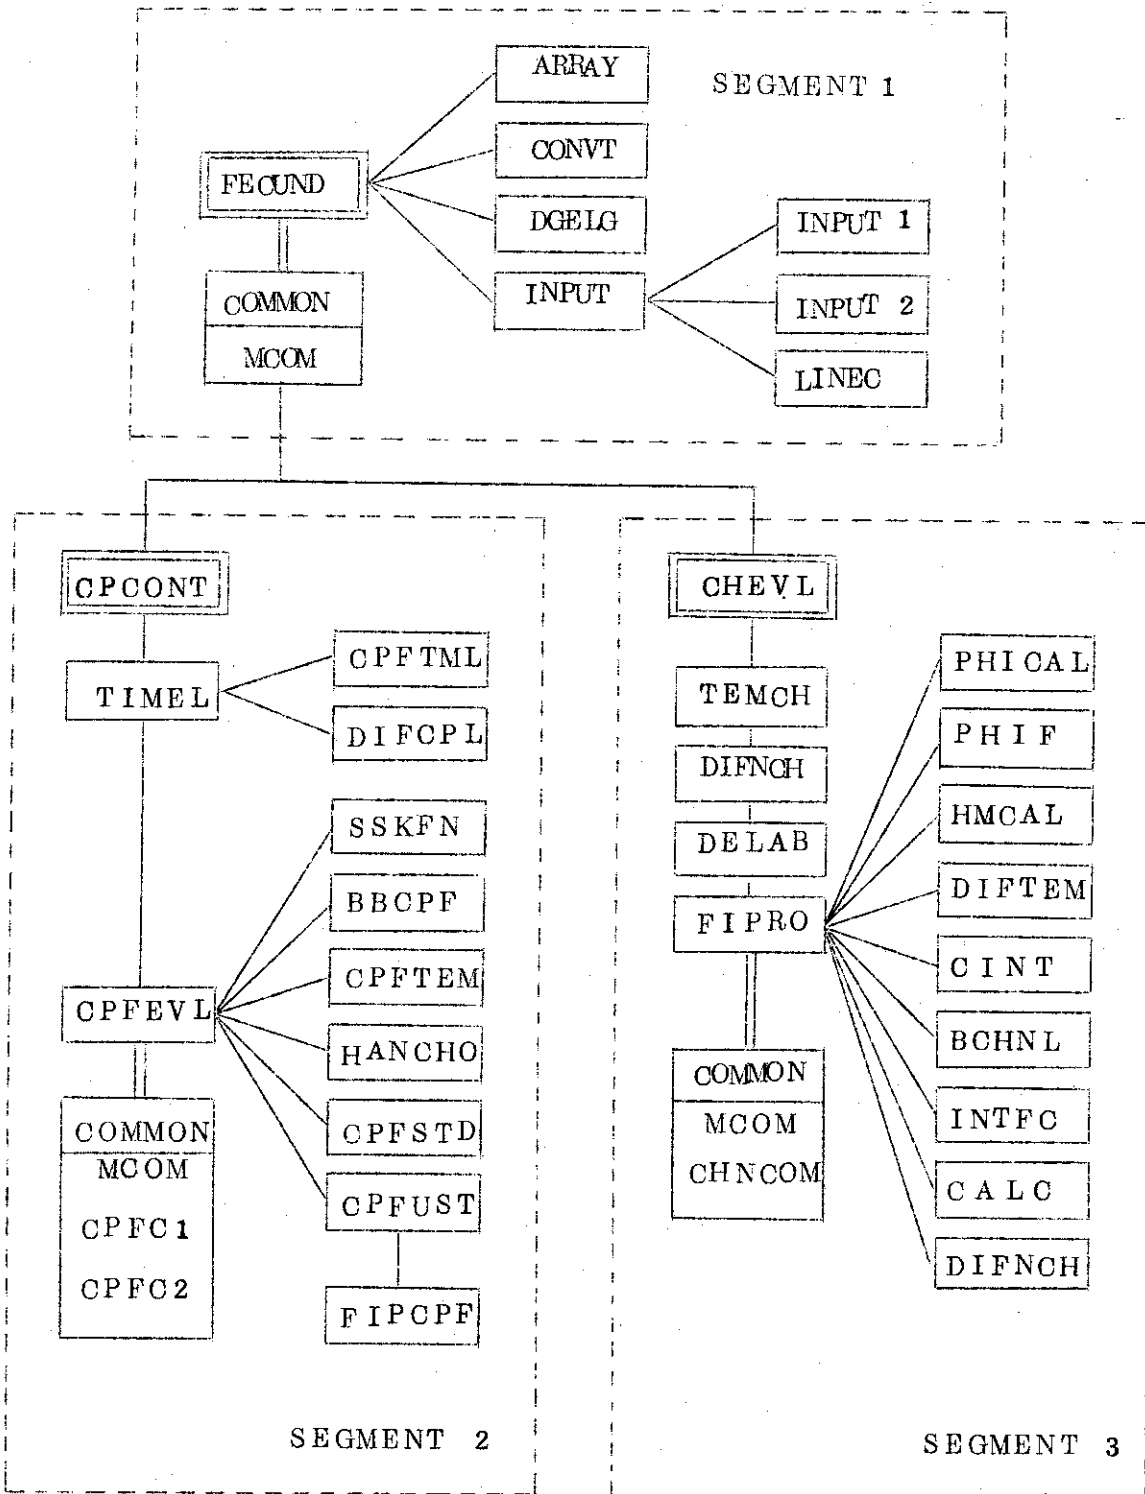 ARRAY
SEGMENT 1
CONVT
FECUND
DGELG
INPUT 1
INPUT
COMMON
INPUT 2
MCOM
LINEC
CPCONT
CPFTML
TIMEL
DIFCPL
SSKFN
BBCPF
CPFTEM
CPFEVL
HANCHO
COMMON
CPFSTD
MCOM
CPFUST
CPFC1
CPFC2
FIPCPF
SEGMENT 2
CHEVL
PHICAL
TEMCH
PHIF
DIFNCH
HMCAL
DELAB
DIFTEM
FIPRO
CINT
BCHNL
COMMON
MCOM
INTFC
CHNCOM
CALC
DIFNCH
SEGMENT 3